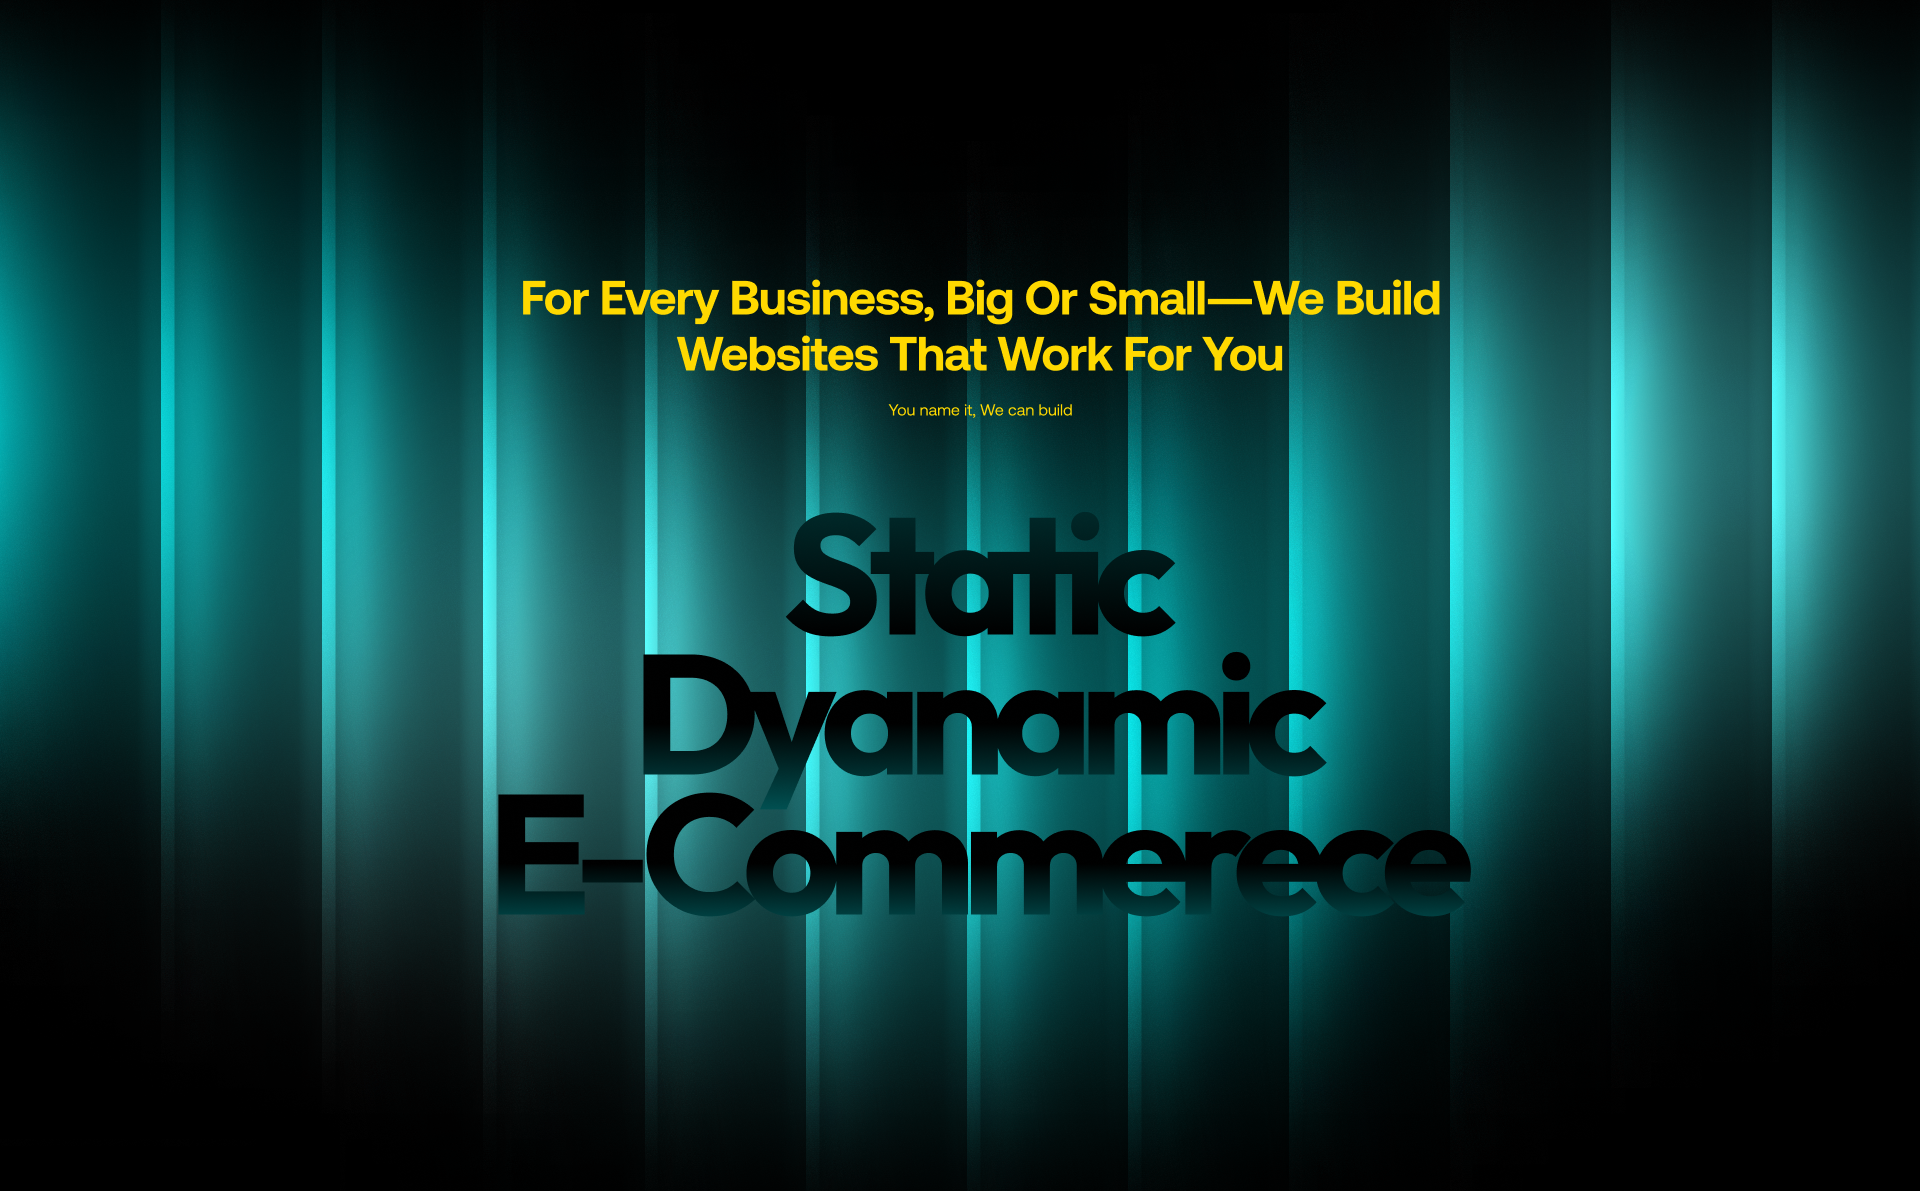 For Every Business, Big Or Small—We Build
Websites That Work For You
You name it, We can build
Static
Dyanamic
E-Commerece